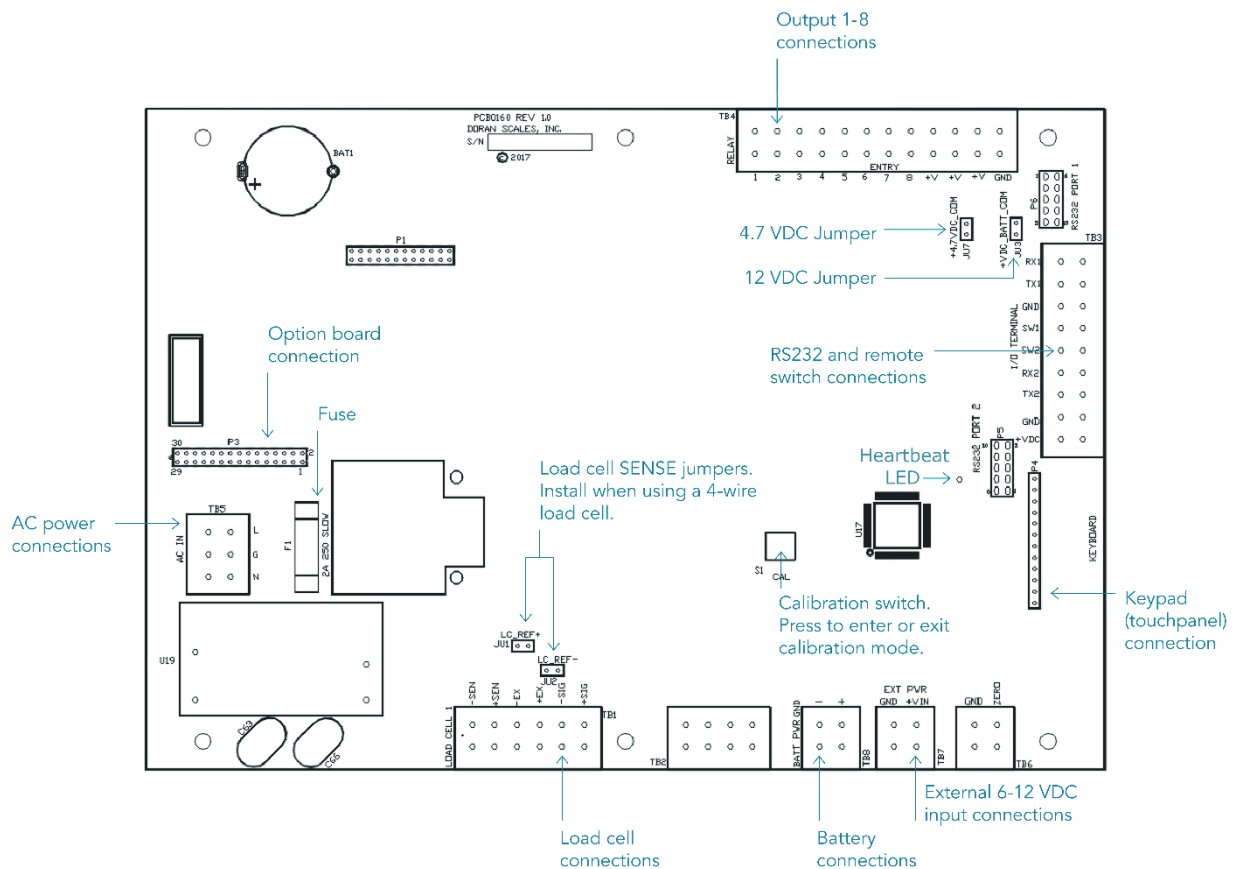 Output 1-8
connections
PCB0160 REV 1.0
DORAN SCALES, INC.
S/N
2017
BAT1
+
P1
TB4
RELAY
ENTRY
1 2 3 4 5 6 7 8 +V +V +V GND
P6
RS232 PORT 1
4.7 VDC Jumper
+4.7VDC_COM
JU7
12 VDC Jumper
+VDC_BATT_COM
JU3
TB3
I/O TERMINAL
RX1
TX1
GND
SW1
SW2
RX2
TX2
GND
+VDC
RS232 and remote
switch connections
Option board
connection
30 P3 2
29 1
Fuse
F1
2A 250 SLOW
AC power
connections
TB5
AC IN
L
G
N
Load cell SENSE jumpers.
Install when using a 4-wire
load cell.
Heartbeat
LED
RS232 PORT 2
P5
P4
KEYBOARD
U17
S1
CAL
Calibration switch.
Press to enter or exit
calibration mode.
Keypad
(touchpanel)
connection
LC_REF+
JU1
LC_REF-
JU2
U19
C63
C66
LOAD CELL 1
-SEN
+SEN
-EX
+EX
-SIG
+SIG
TB1
TB2
BATT PWR GND
- +
TB8
EXT PWR
GND +VIN
TB7
GND ZERO
TB6
Load cell
connections
Battery
connections
External 6-12 VDC
input connections